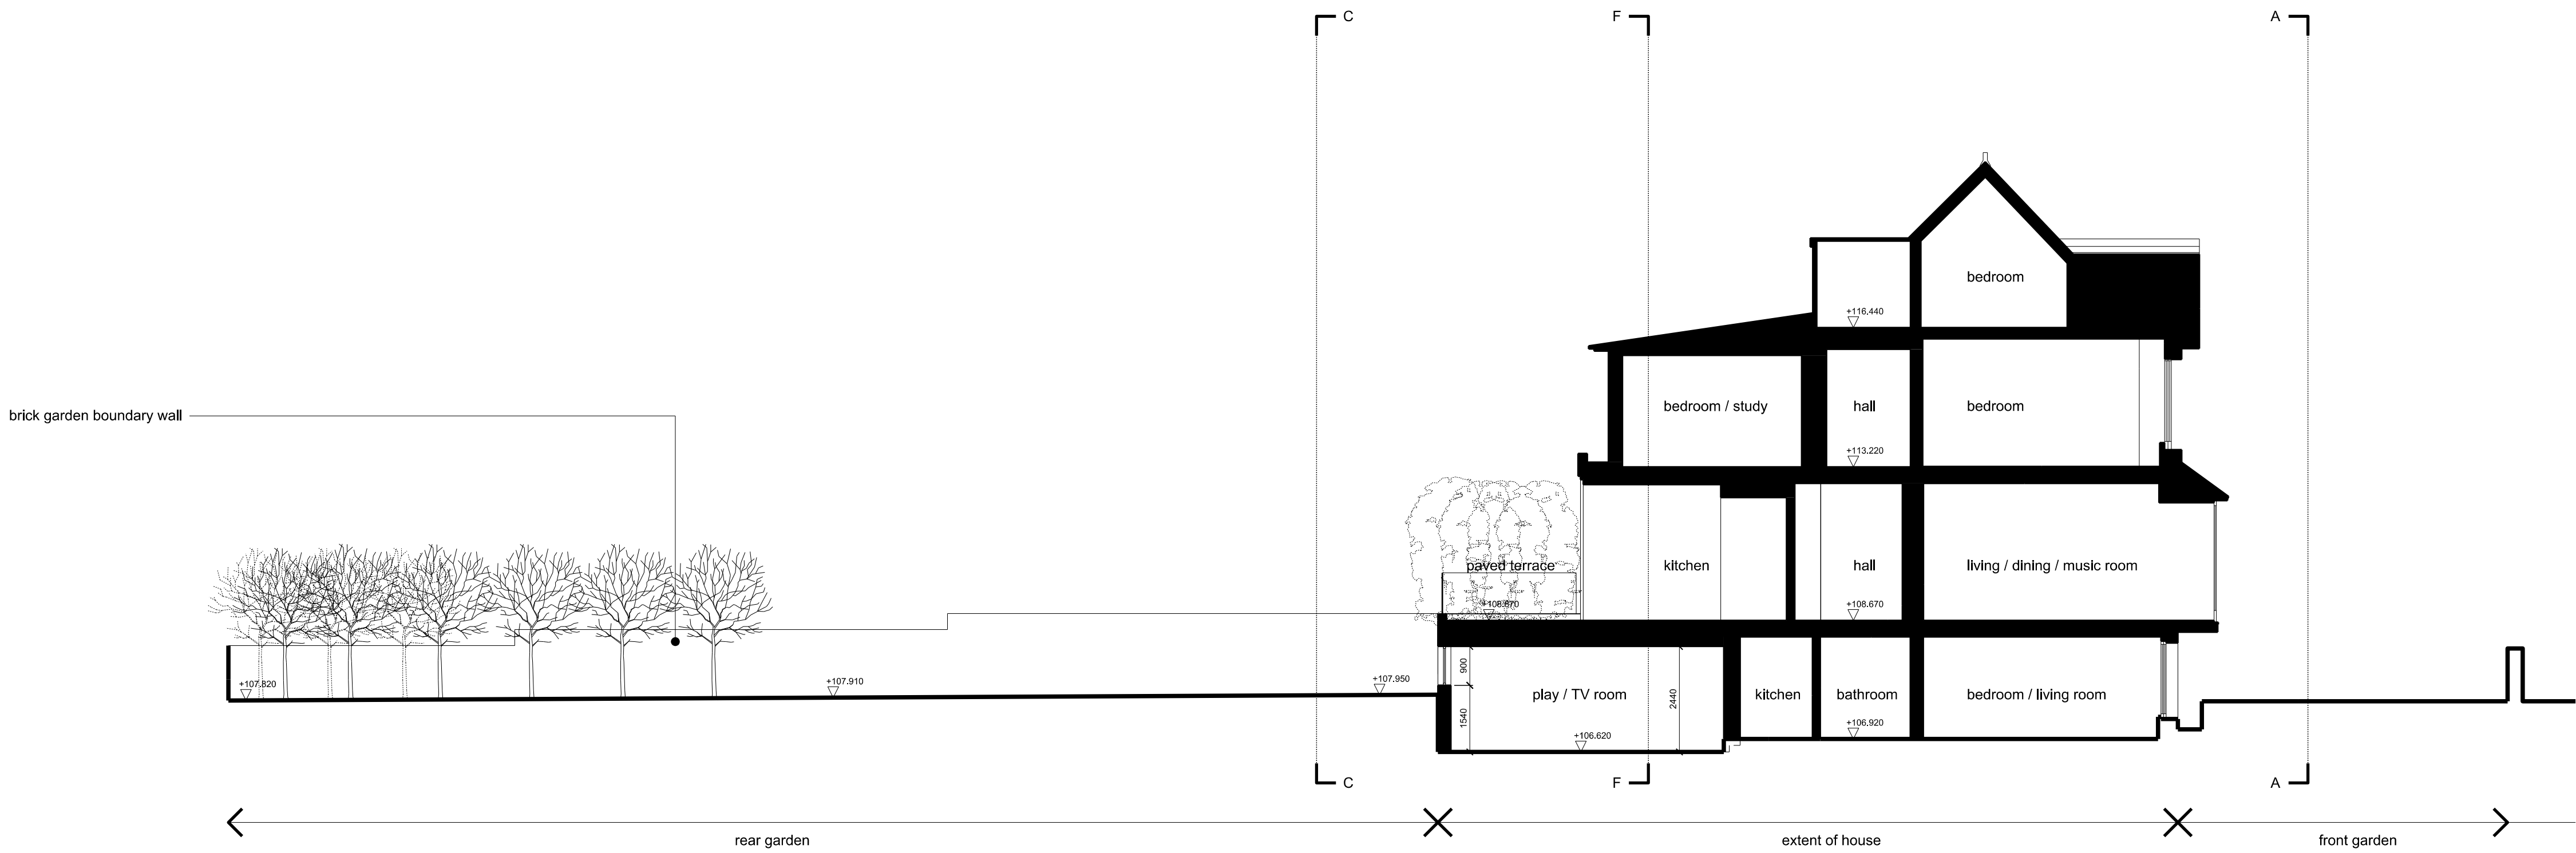 C
F
A
bedroom
+116.440
brick garden boundary wall
bedroom / study
hall
bedroom
+113.220
paved terrace
kitchen
hall
living / dining / music room
+108.670
+108.670
+107.820
+107.910
+107.950
900
1540
play / TV room
2440
kitchen
bathroom
bedroom / living room
+106.620
+106.920
C
F
A
rear garden
extent of house
front garden